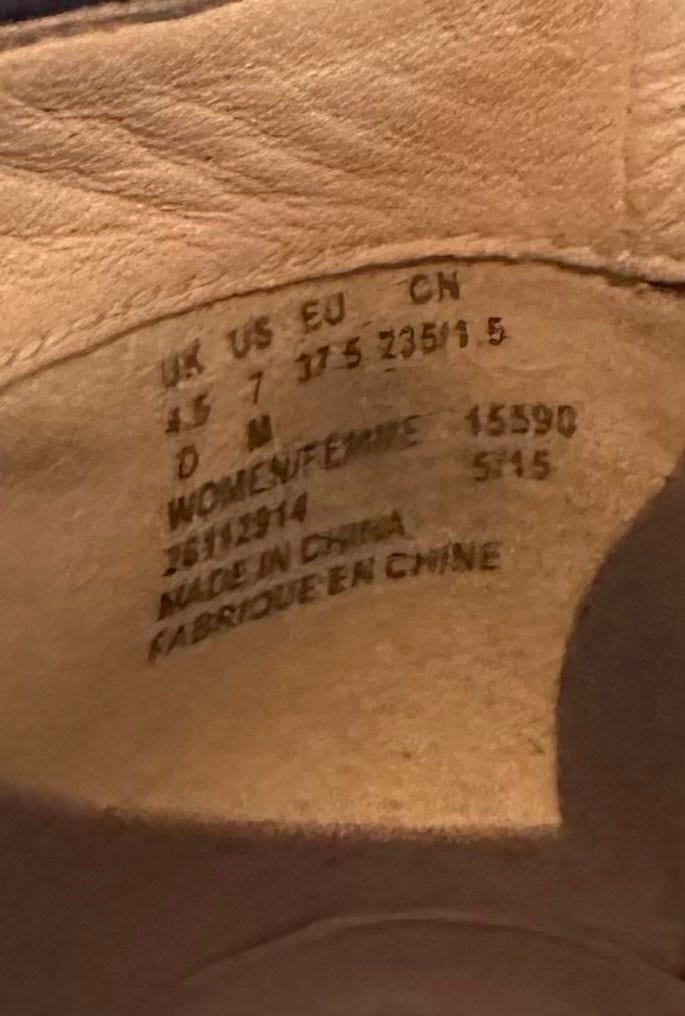 UK US EU CN
4.5 7 37.5 235/1.5
D M
WOMEN/FEMME 15590
26112914 5/15
MADE IN CHINA
FABRIQUE EN CHINE